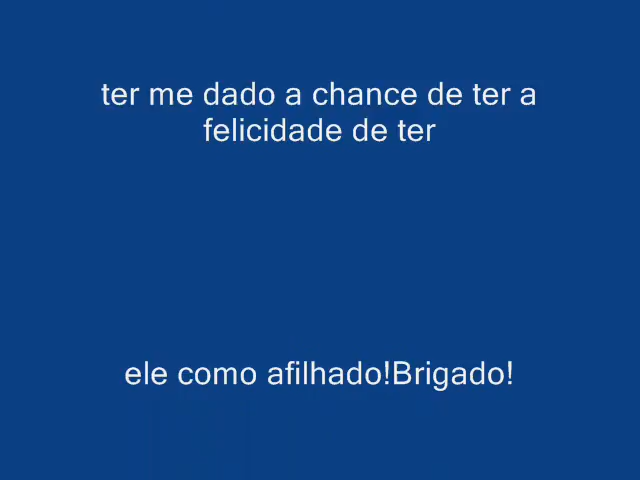 ter me dado a chance de ter a
felicidade de ter
ele como afilhado!Brigado!